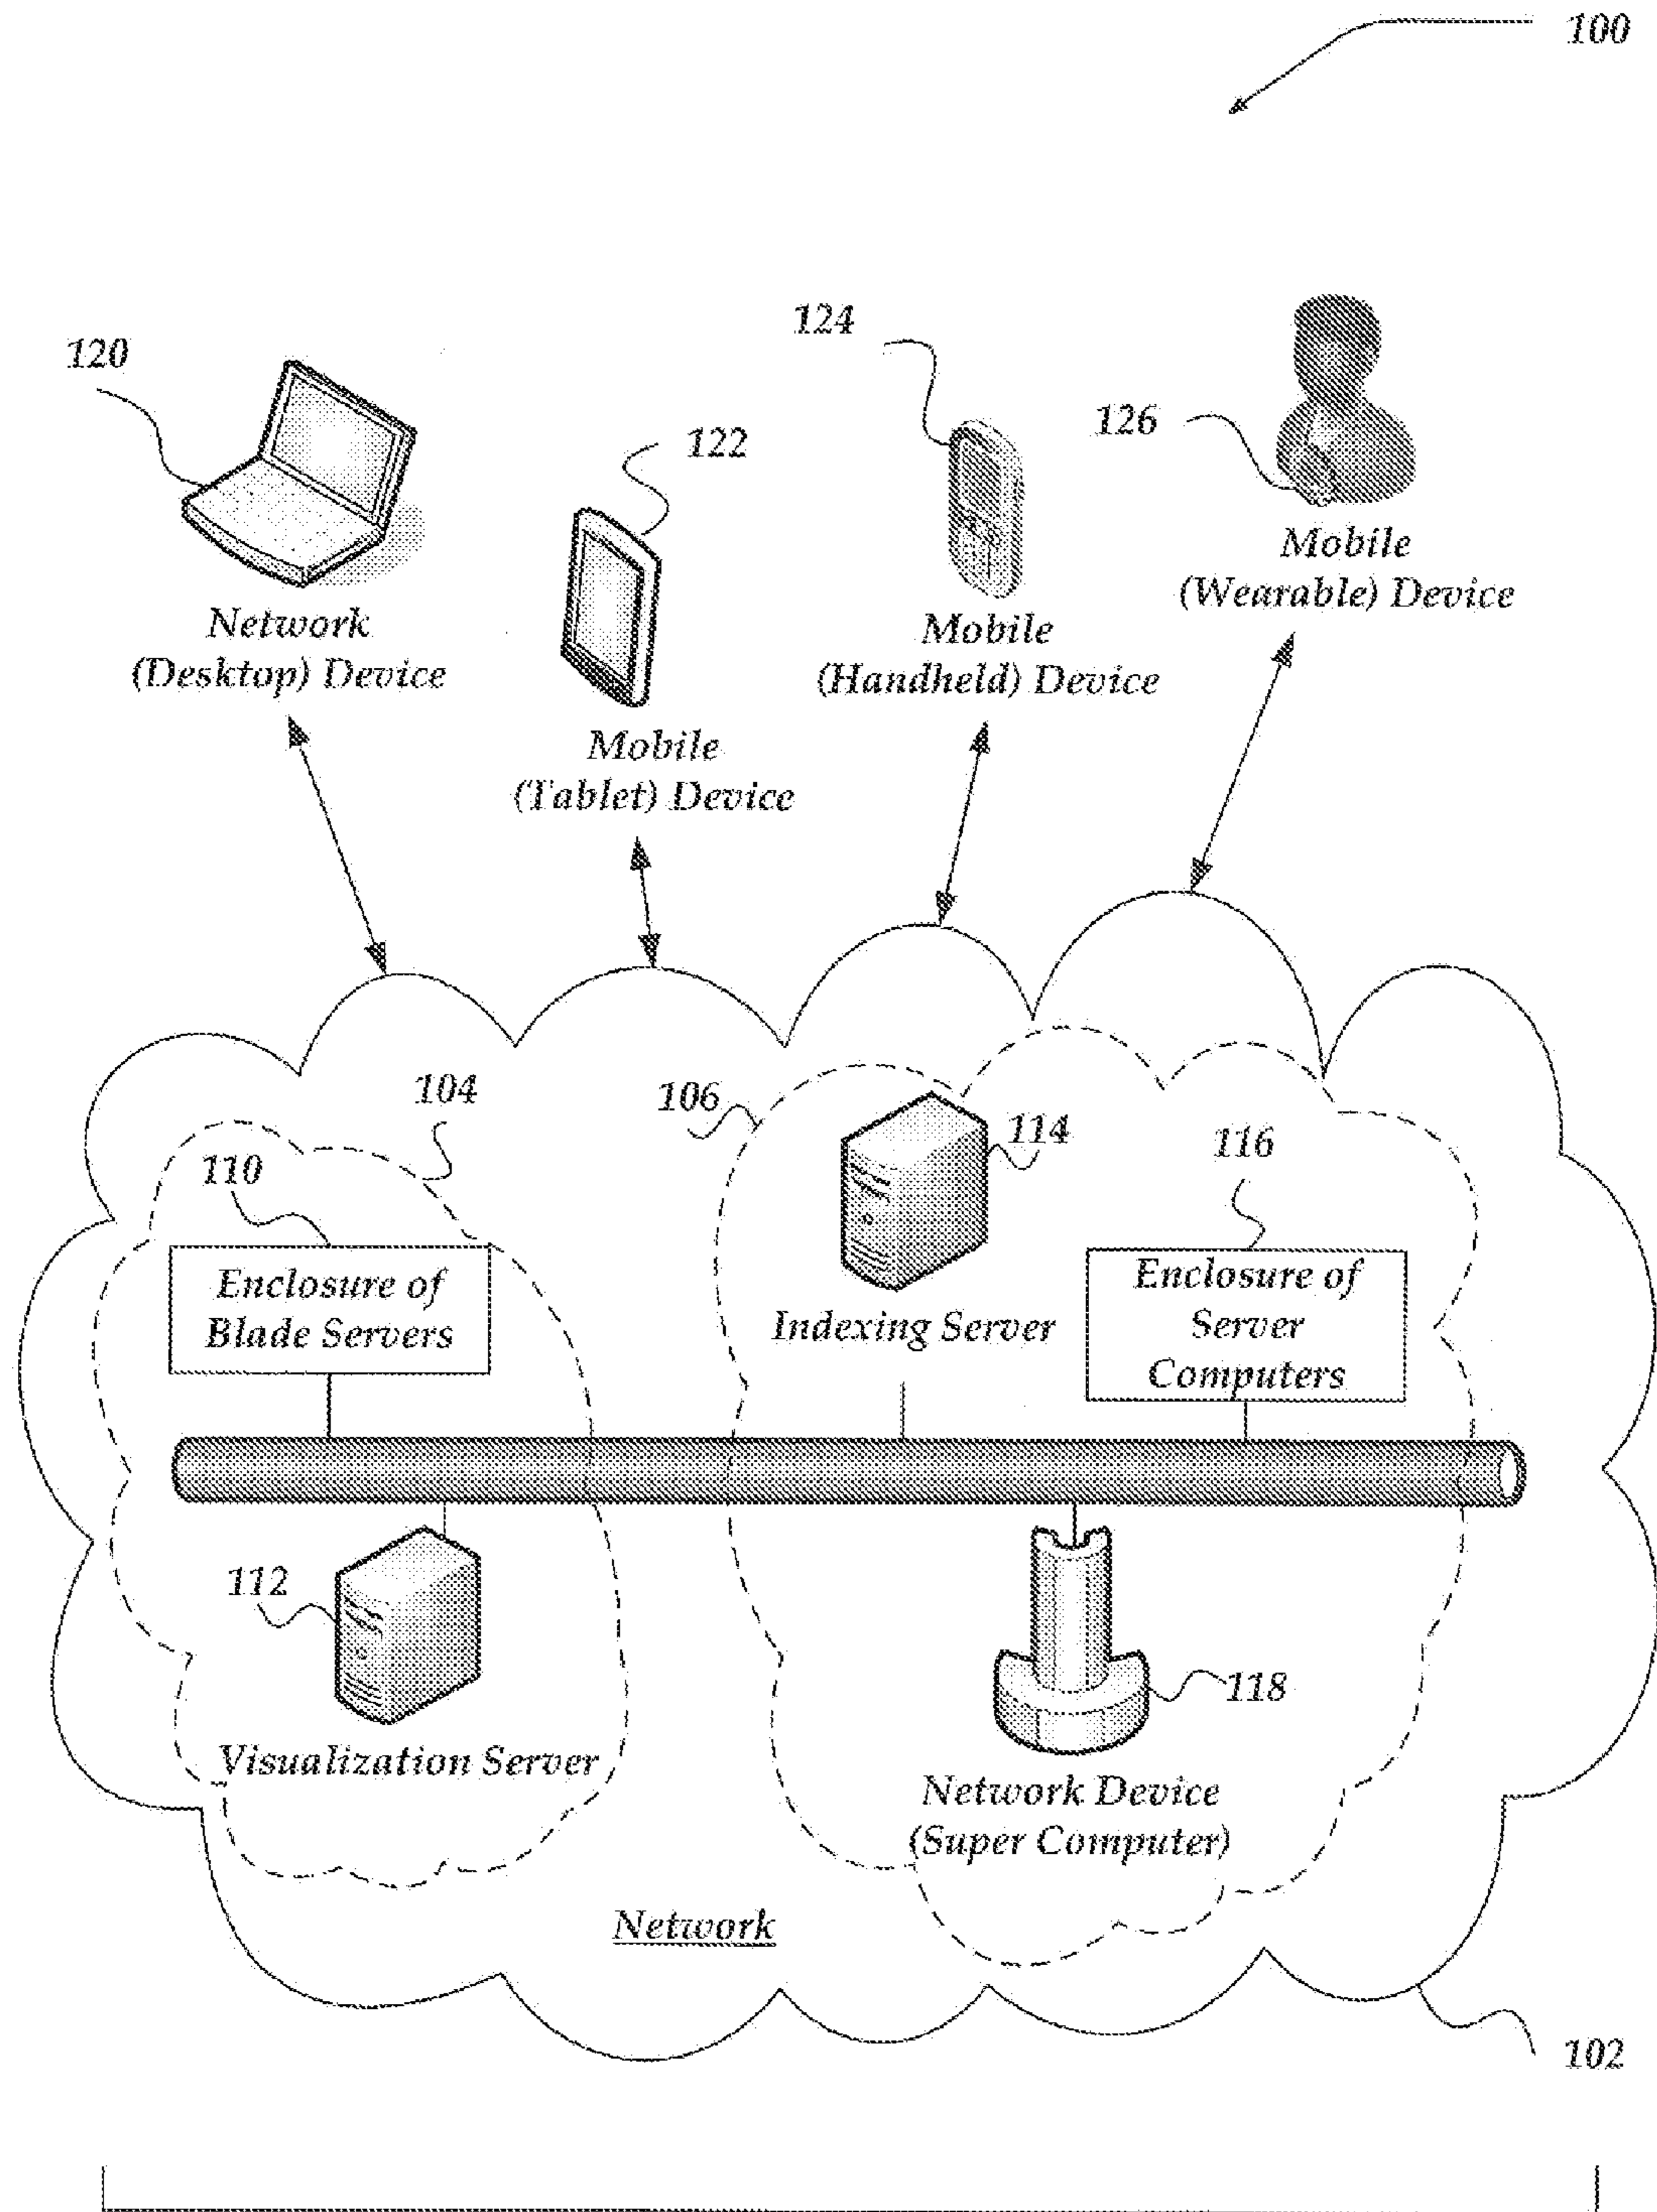 100
120
124
126
122
Mobile
(Wearable) Device
Network
(Desktop) Device
Mobile
(Handheld) Device
Mobile
(Tablet) Device
104
106
114
116
110
Enclosure of
Blade Servers
Indexing Server
Enclosure of
Server
Computers
112
118
Visualization Server
Network Device
(Super Computer)
Network
102